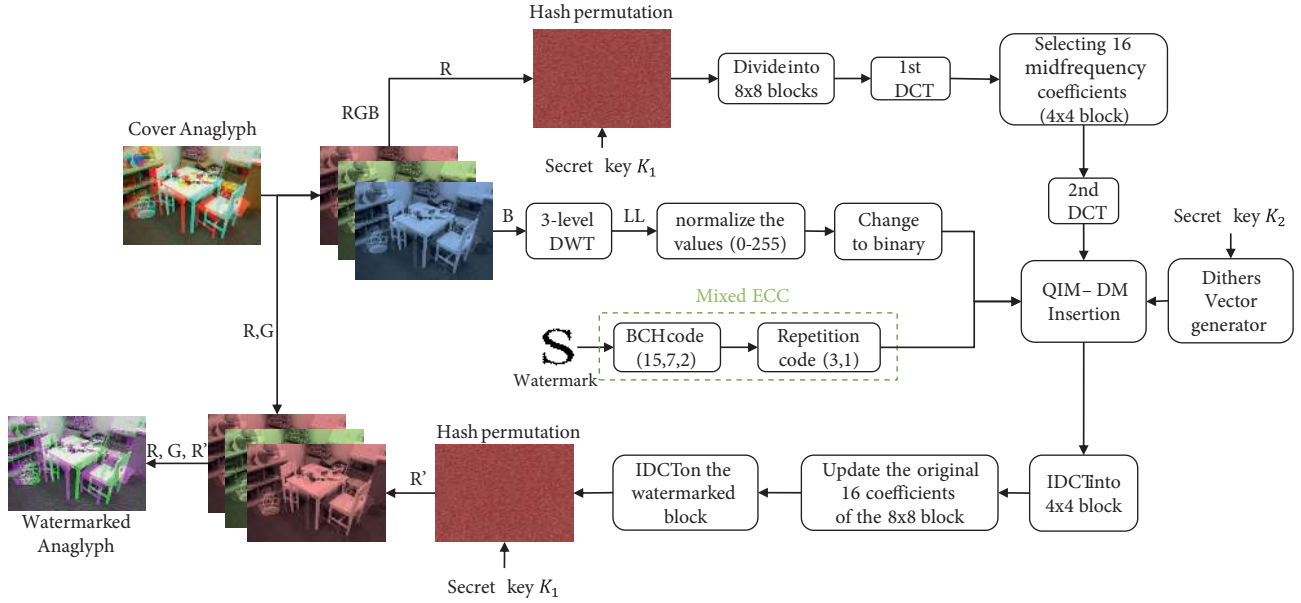 Hash permutation
R
RGB
Divide into
8x8 blocks
1st
DCT
Selecting 16
midfrequency
coefficients
(4x4 block)
Cover Anaglyph
Secret key K₁
2nd
DCT
B
3-level
DWT
LL
normalize the
values (0-255)
Change
to binary
Secret key K₂
Mixed ECC
QIM – DM
Insertion
Dithers
Vector
generator
R,G
S
Watermark
BCH code
(15,7,2)
Repetition
code (3,1)
Hash permutation
R, G, R'
R'
IDCT on the
watermarked
block
Update the original
16 coefficients
of the 8x8 block
IDCT into
4x4 block
Watermarked
Anaglyph
Secret key K₁